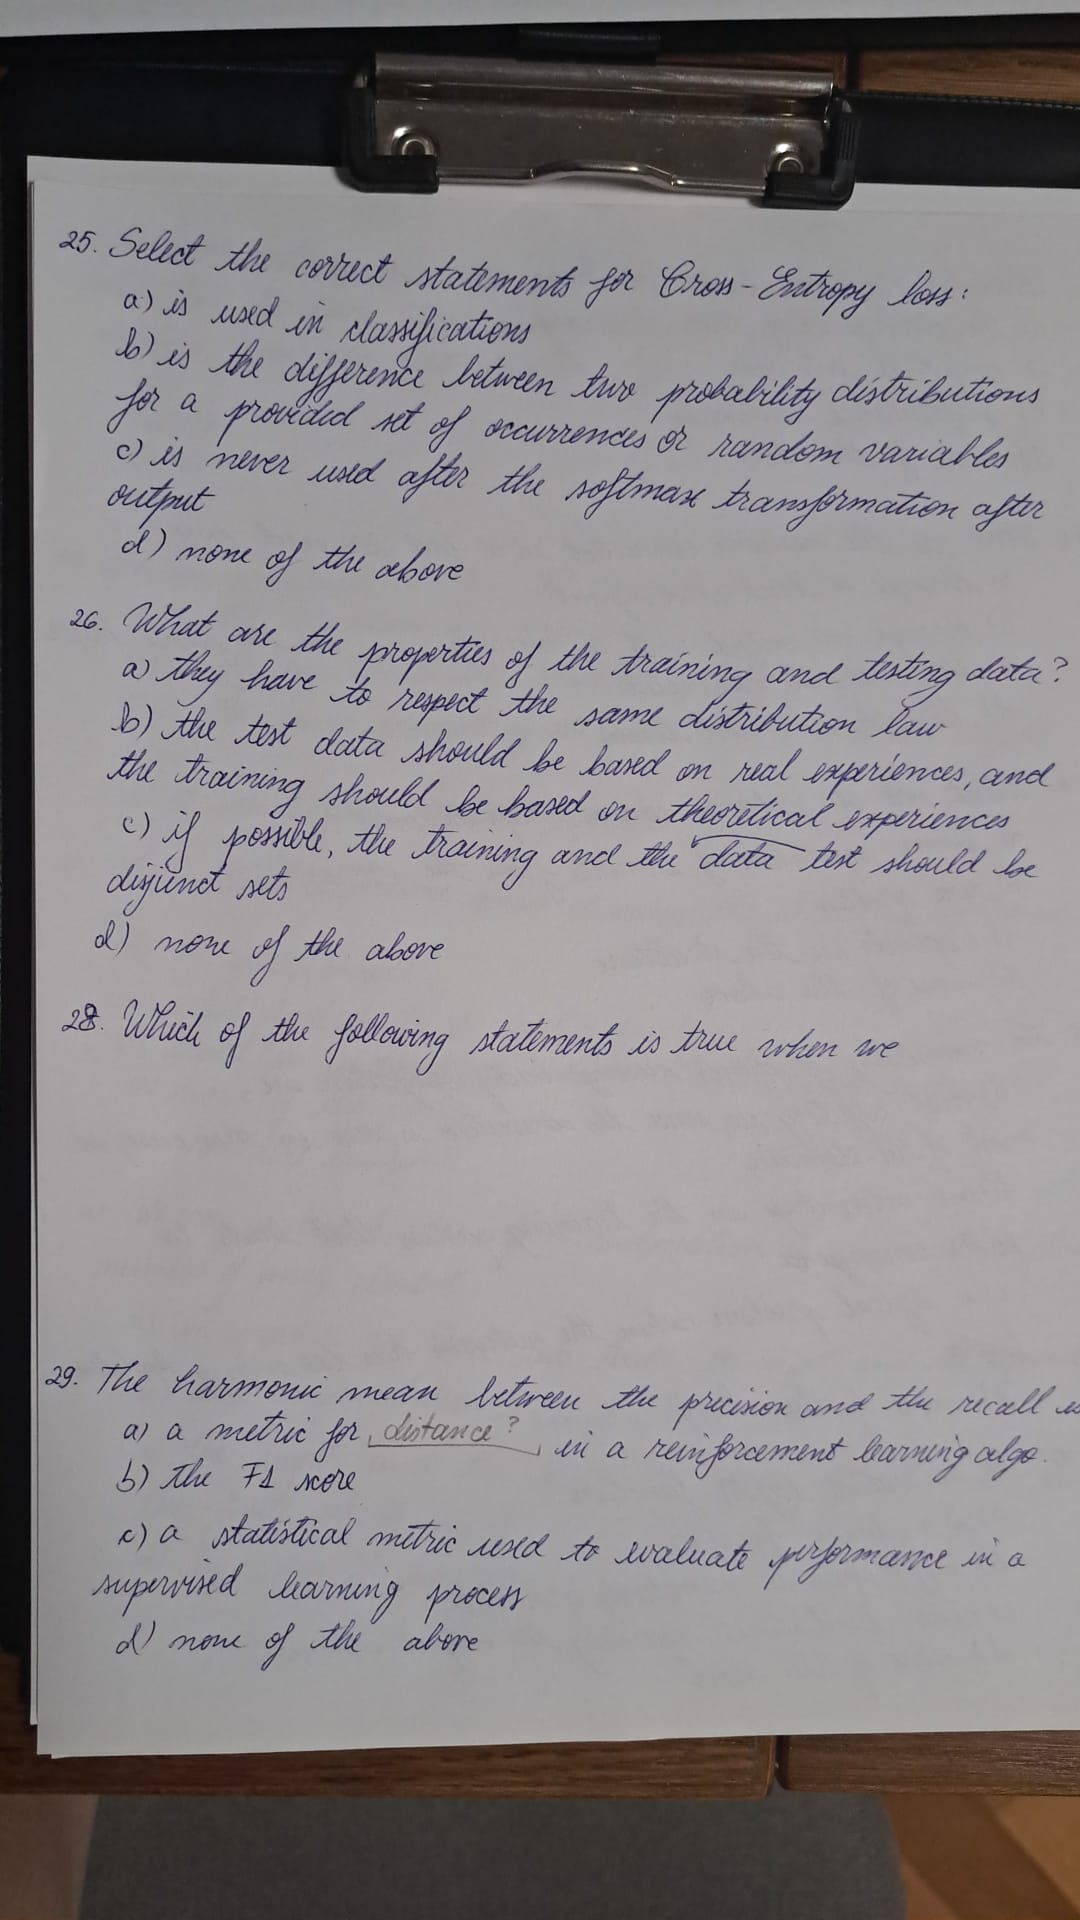 25. Select the correct statements for Cross-Entropy loss:
a) is used in classifications
b) is the difference between two probability distributions
for a provided set of occurrences or random variables
c) is never used after the softmax transformation after
output
d) none of the above
26. What are the properties of the training and testing data?
a) they have to respect the same distribution law
b) the test data should be based on real experiences, and
the training should be based on theoretical experiences
c) if possible, the training and the data test should be
disjunct sets
d) none of the above
28. Which of the following statements is true when we
29. The harmonic mean between the precision and the recall is
a) a metric for distance? in a reinforcement learning algo.
b) the F1 score
c) a statistical metric used to evaluate performance in a
supervised learning process
d) none of the above